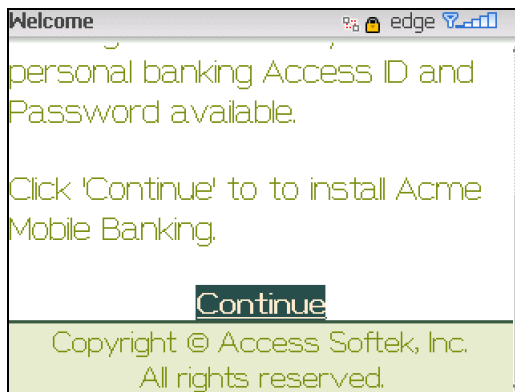 Welcome edge
personal banking Access ID and
Password available.
Click 'Continue' to to install Acme
Mobile Banking.
Continue
Copyright © Access Softek, Inc.
All rights reserved.